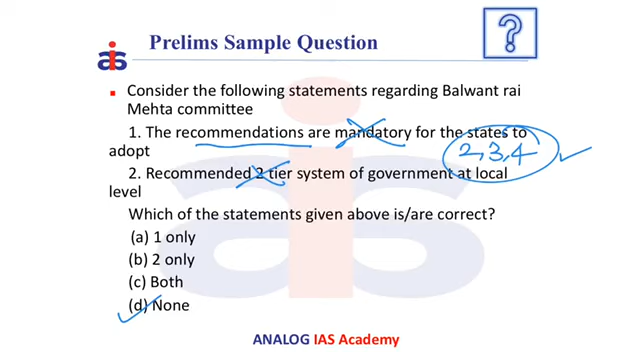 Prelims Sample Question
?
ais
Consider the following statements regarding Balwant rai
Mehta committee
1. The recommendations are mandatory for the states to
adopt
2, 3, 4
2. Recommended 2 tier system of government at local
level
Which of the statements given above is/are correct?
(a) 1 only
(b) 2 only
(c) Both
(d) None
ANALOG IAS Academy